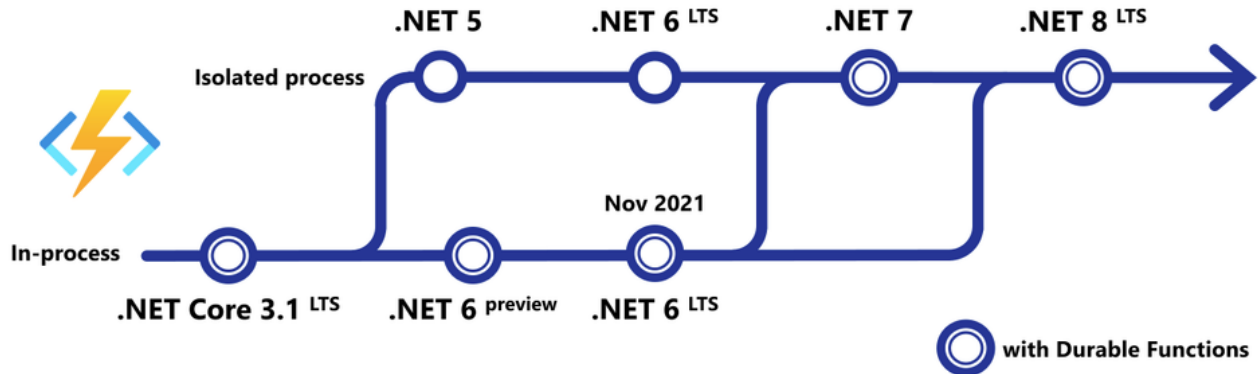 .NET 5
.NET 6 LTS
.NET 7
.NET 8 LTS
Isolated process
Nov 2021
In-process
.NET Core 3.1 LTS
.NET 6 preview
.NET 6 LTS
with Durable Functions